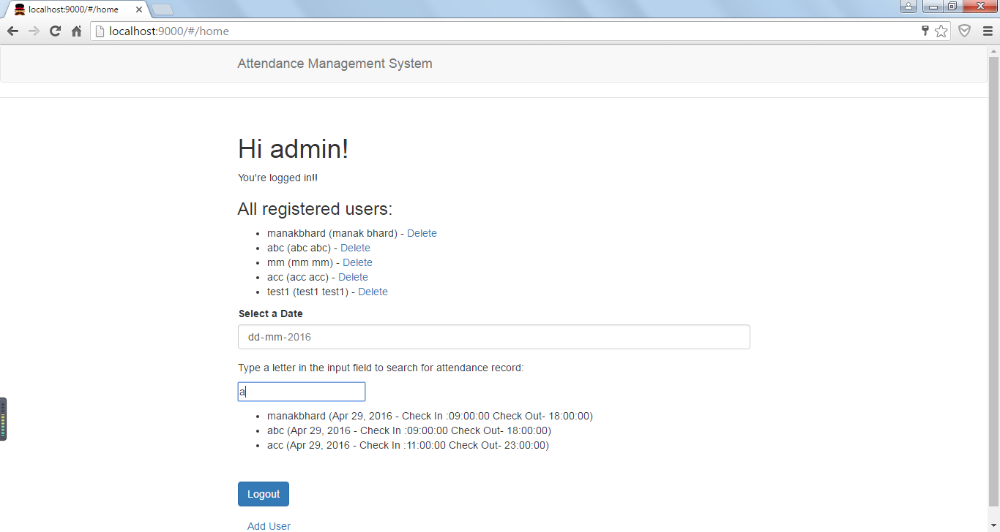 localhost:9000/#/home
localhost:9000/#/home
Attendance Management System
Hi admin!
You're logged in!!
All registered users:
manakbhard (manak bhard) - Delete
abc (abc abc) - Delete
mm (mm mm) - Delete
acc (acc acc) - Delete
test1 (test1 test1) - Delete
Select a Date
dd-mm-2016
Type a letter in the input field to search for attendance record:
a
manakbhard (Apr 29, 2016 - Check In :09:00:00 Check Out- 18:00:00)
abc (Apr 29, 2016 - Check In :09:00:00 Check Out- 18:00:00)
acc (Apr 29, 2016 - Check In :11:00:00 Check Out- 23:00:00)
Logout
Add User